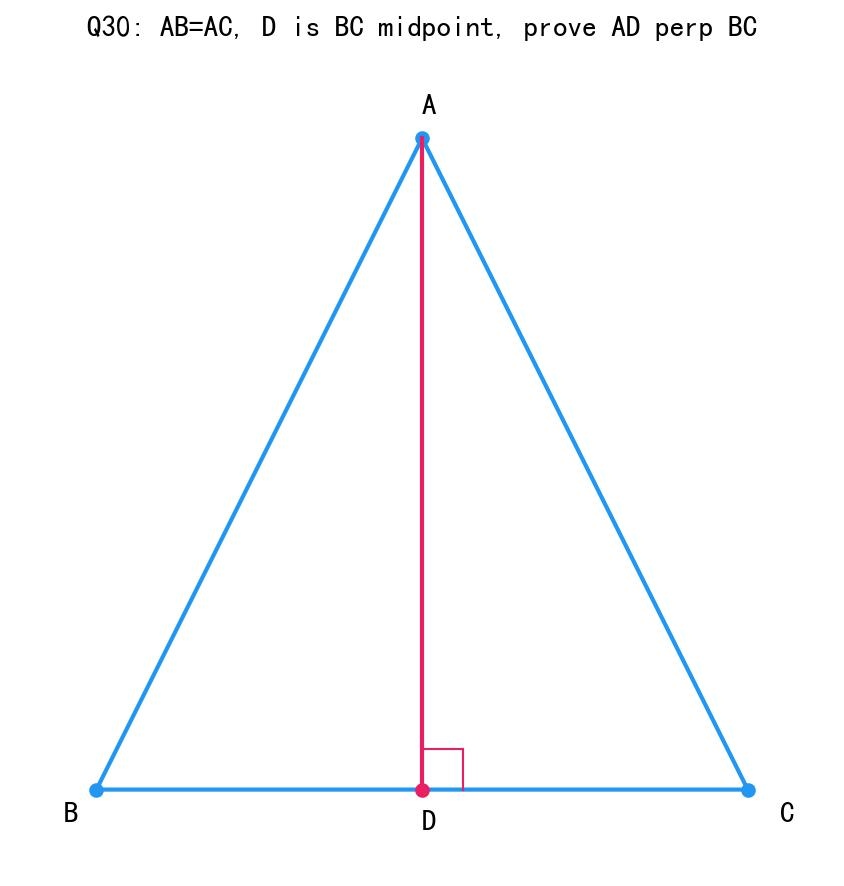 Q30: AB=AC, D is BC midpoint, prove AD perp BC
A
B
D
C